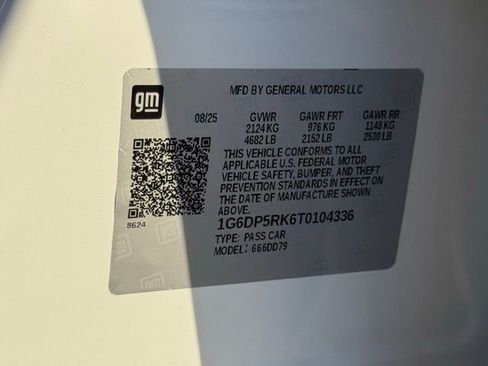 gm
MFD BY GENERAL MOTORS LLC
08/25 GVWR GAWR FRT GAWR RR
2124 KG 976 KG 1148 KG
4682 LB 2152 LB 2530 LB
THIS VEHICLE CONFORMS TO ALL
APPLICABLE U.S. FEDERAL MOTOR
VEHICLE SAFETY, BUMPER, AND THEFT
PREVENTION STANDARDS IN EFFECT ON
THE DATE OF MANUFACTURE SHOWN
ABOVE.
8624
1G6DP5RK6T0104336
TYPE: PASS CAR
MODEL: 666DD79